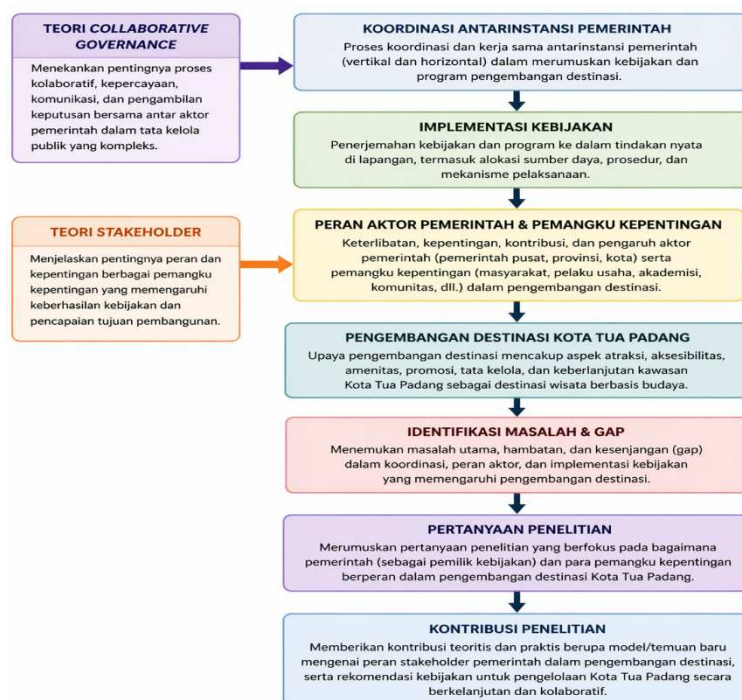 TEORI COLLABORATIVE
GOVERNANCE
Menekankan pentingnya proses
kolaboratif, kepercayaan,
komunikasi, dan pengambilan
keputusan bersama antar aktor
pemerintah dalam tata kelola
publik yang kompleks.
KOORDINASI ANTARINSTANSI PEMERINTAH
Proses koordinasi dan kerja sama antarinstansi pemerintah
(vertikal dan horizontal) dalam merumuskan kebijakan dan
program pengembangan destinasi.
IMPLEMENTASI KEBIJAKAN
Penerjemahan kebijakan dan program ke dalam tindakan nyata
di lapangan, termasuk alokasi sumber daya, prosedur, dan
mekanisme pelaksanaan.
TEORI STAKEHOLDER
Menjelaskan pentingnya peran dan
kepentingan berbagai pemangku
kepentingan yang memengaruhi
keberhasilan kebijakan dan
pencapaian tujuan pembangunan.
PERAN AKTOR PEMERINTAH & PEMANGKU KEPENTINGAN
Keterlibatan, kepentingan, kontribusi, dan pengaruh aktor
pemerintah (pemerintah pusat, provinsi, kota) serta
pemangku kepentingan (masyarakat, pelaku usaha, akademisi,
komunitas, dll.) dalam pengembangan destinasi.
PENGEMBANGAN DESTINASI KOTA TUA PADANG
Upaya pengembangan destinasi mencakup aspek atraksi, aksesibilitas,
amenitas, promosi, tata kelola, dan keberlanjutan kawasan
Kota Tua Padang sebagai destinasi wisata berbasis budaya.
IDENTIFIKASI MASALAH & GAP
Menemukan masalah utama, hambatan, dan kesenjangan (gap)
dalam koordinasi, peran aktor, dan implementasi kebijakan
yang memengaruhi pengembangan destinasi.
PERTANYAAN PENELITIAN
Merumuskan pertanyaan penelitian yang berfokus pada bagaimana
pemerintah (sebagai pemilik kebijakan) dan para pemangku kepentingan
berperan dalam pengembangan destinasi Kota Tua Padang.
KONTRIBUSI PENELITIAN
Memberikan kontribusi teoritis dan praktis berupa model/temuan baru
mengenai peran stakeholder pemerintah dalam pengembangan destinasi,
serta rekomendasi kebijakan untuk pengelolaan Kota Tua Padang secara
berkelanjutan dan kolaboratif.